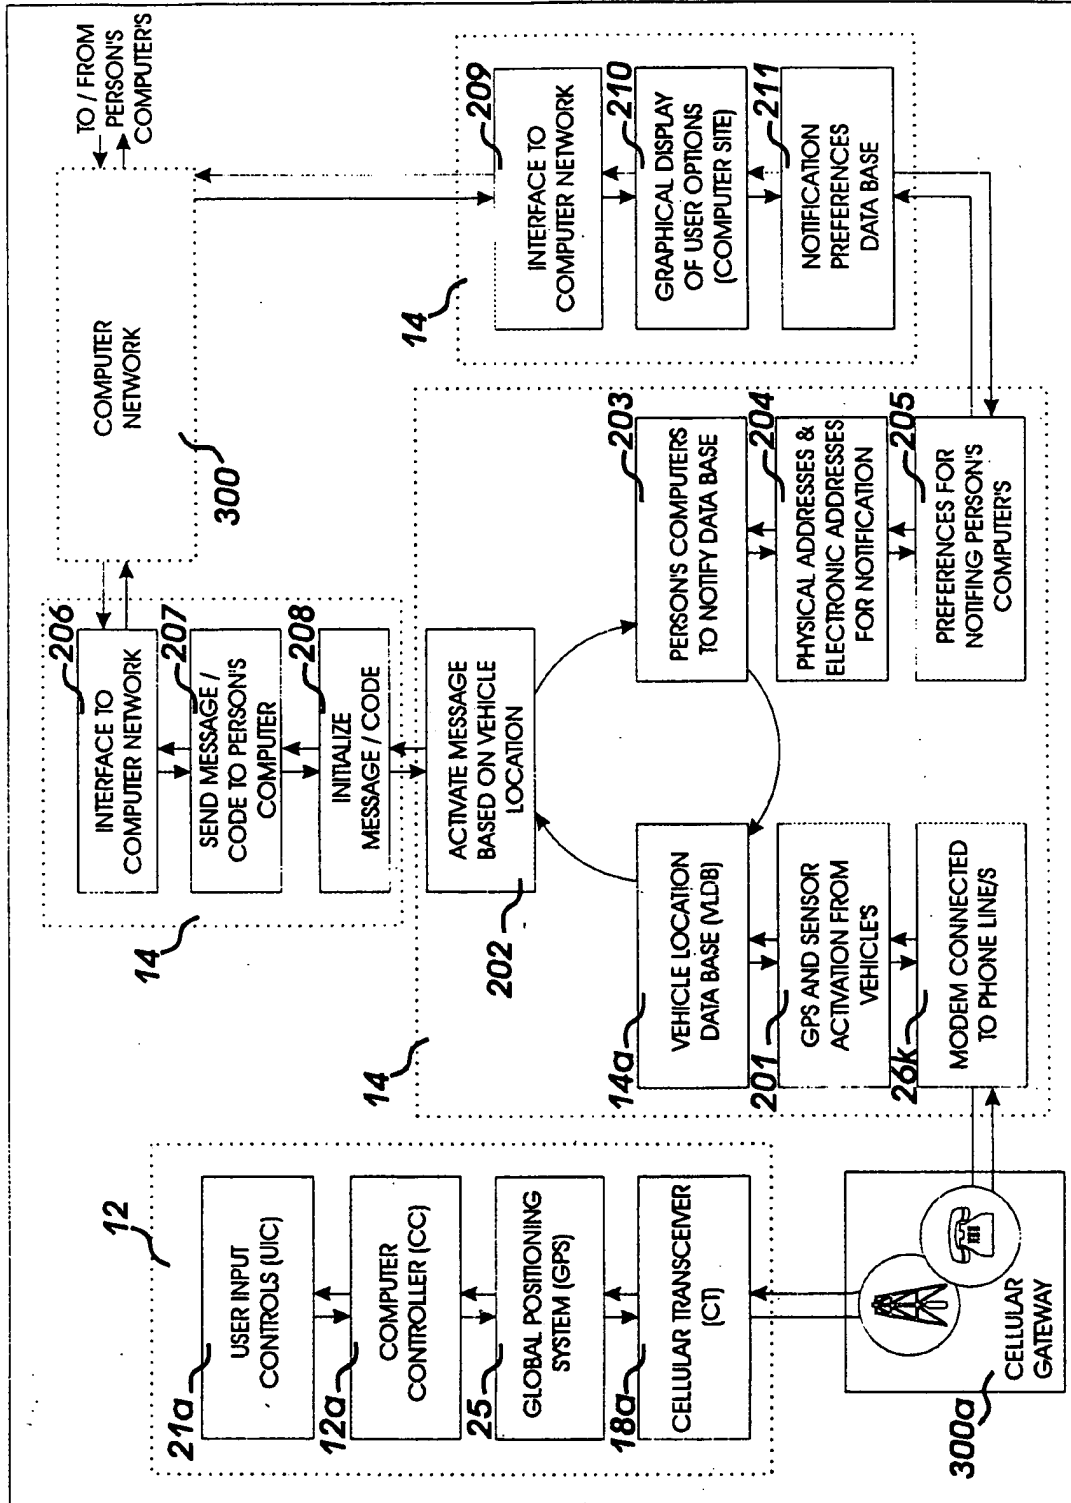 12
21a
USER INPUT
CONTROLS (UIC)
12a
COMPUTER
CONTROLLER (CC)
25
GLOBAL POSITIONING
SYSTEM (GPS)
18a
CELLULAR TRANSCEIVER
(CT)
300a
CELLULAR
GATEWAY
14
206
INTERFACE TO
COMPUTER NETWORK
207
SEND MESSAGE /
CODE TO PERSON'S
COMPUTER
208
INITIALIZE
MESSAGE / CODE
14
202
ACTIVATE MESSAGE
BASED ON VEHICLE
LOCATION
14a
VEHICLE LOCATION
DATA BASE (VLDB)
201
GPS AND SENSOR
ACTIVATION FROM
VEHICLE'S
26k
MODEM CONNECTED
TO PHONE LINE/S
203
PERSON'S COMPUTERS
TO NOTIFY DATA BASE
204
PHYSICAL ADDRESSES &
ELECTRONIC ADDRESSES
FOR NOTIFICATION
205
PREFERENCES FOR
NOTIFING PERSON'S
COMPUTER'S
COMPUTER
NETWORK
300
TO / FROM
PERSON'S
COMPUTER'S
14
209
INTERFACE TO
COMPUTER NETWORK
210
GRAPHICAL DISPLAY
OF USER OPTIONS
(COMPUTER SITE)
211
NOTIFICATION
PREFERENCES
DATA BASE